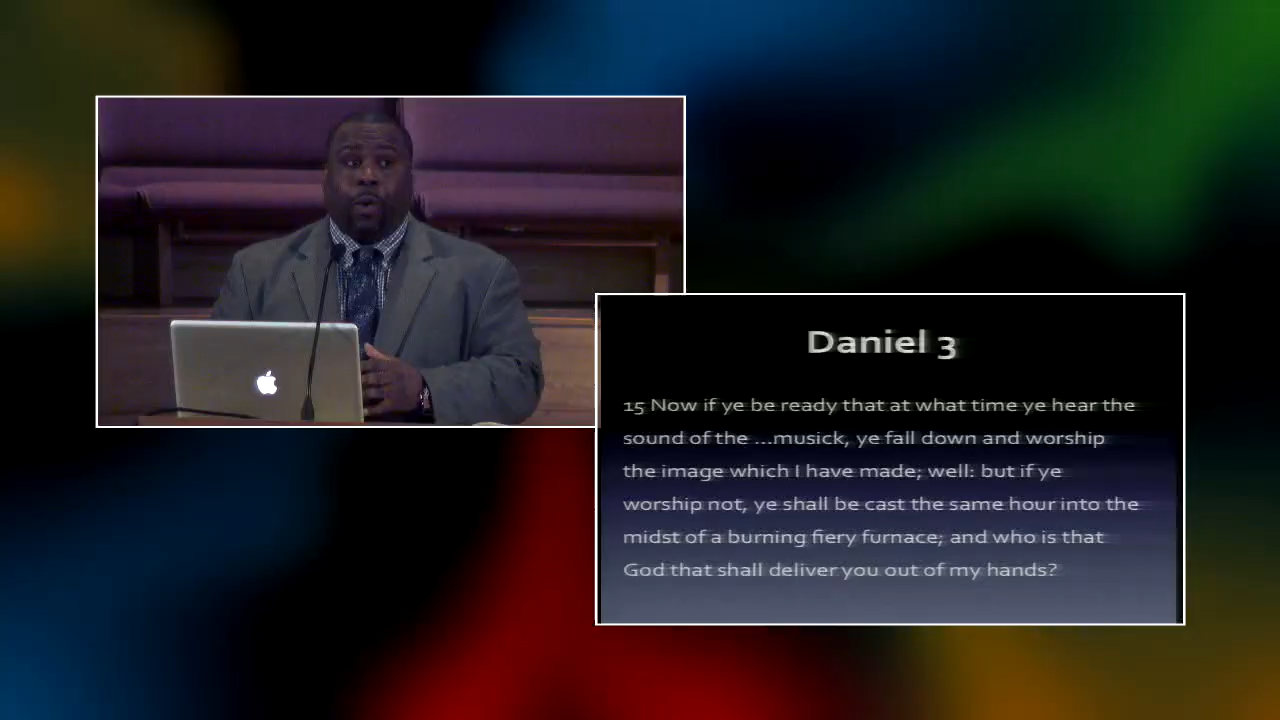 Daniel 3
15 Now if ye be ready that at what time ye hear the
sound of the ...musick, ye fall down and worship
the image which I have made; well: but if ye
worship not, ye shall be cast the same hour into the
midst of a burning fiery furnace; and who is that
God that shall deliver you out of my hands?